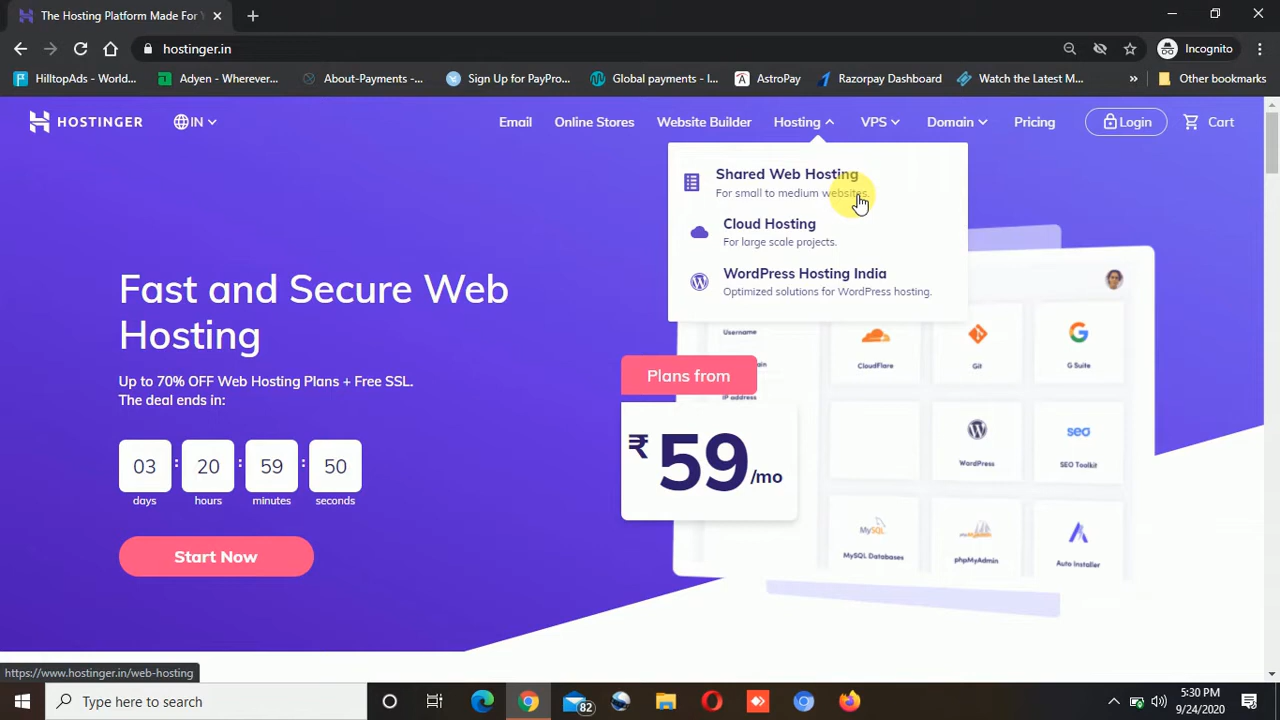 The Hosting Platform Made For Y
hostinger.in
Incognito
HilltopAds - World...
Adyen - Wherever...
About-Payments -...
Sign Up for PayPro...
Global payments - I...
AstroPay
Razorpay Dashboard
Watch the Latest M...
»
Other bookmarks
HOSTINGER
IN
Email
Online Stores
Website Builder
Hosting
VPS
Domain
Pricing
Login
Cart
Shared Web Hosting
For small to medium websites.
Cloud Hosting
For large scale projects.
WordPress Hosting India
Optimized solutions for WordPress hosting.
Fast and Secure Web
Hosting
Up to 70% OFF Web Hosting Plans + Free SSL.
The deal ends in:
03 : 20 : 59 : 50
days hours minutes seconds
Start Now
Plans from
₹ 59 /mo
Username
IP address
CloudFlare
Git
G Suite
WordPress
SEO
SEO Toolkit
MySQL
MySQL Databases
phpMyAdmin
Auto Installer
https://www.hostinger.in/web-hosting
Type here to search
82
5:30 PM
9/24/2020